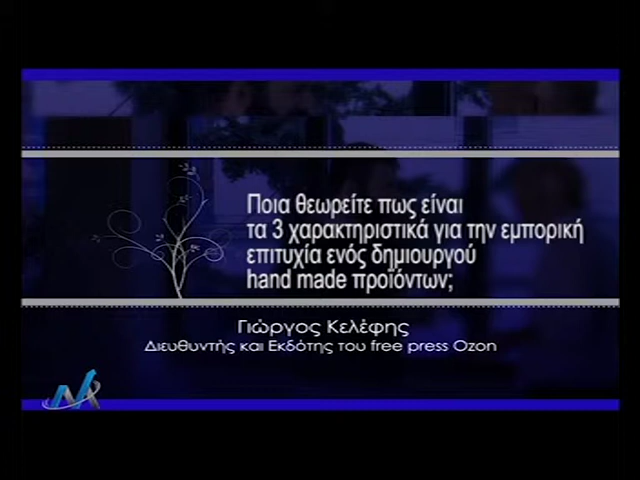 Ποια θεωρείτε πως είναι
τα 3 χαρακτηριστικά για την εμπορική
επιτυχία ενός δημιουργού
hand made προϊόντων;
Γιώργος Κελέφης
Διευθυντής και Εκδότης του free press Ozon